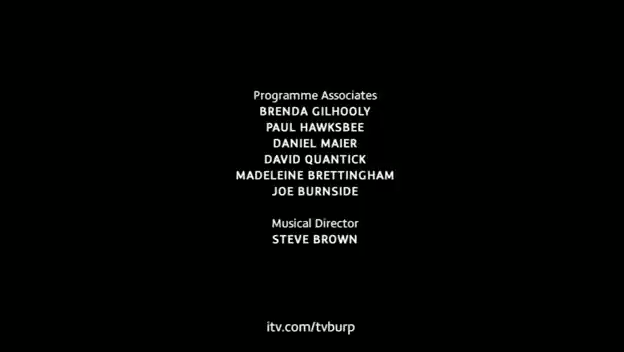 Programme Associates
BRENDA GILHOOLY
PAUL HAWKSBEE
DANIEL MAIER
DAVID QUANTICK
MADELEINE BRETTINGHAM
JOE BURNSIDE
Musical Director
STEVE BROWN
itv.com/tvburp